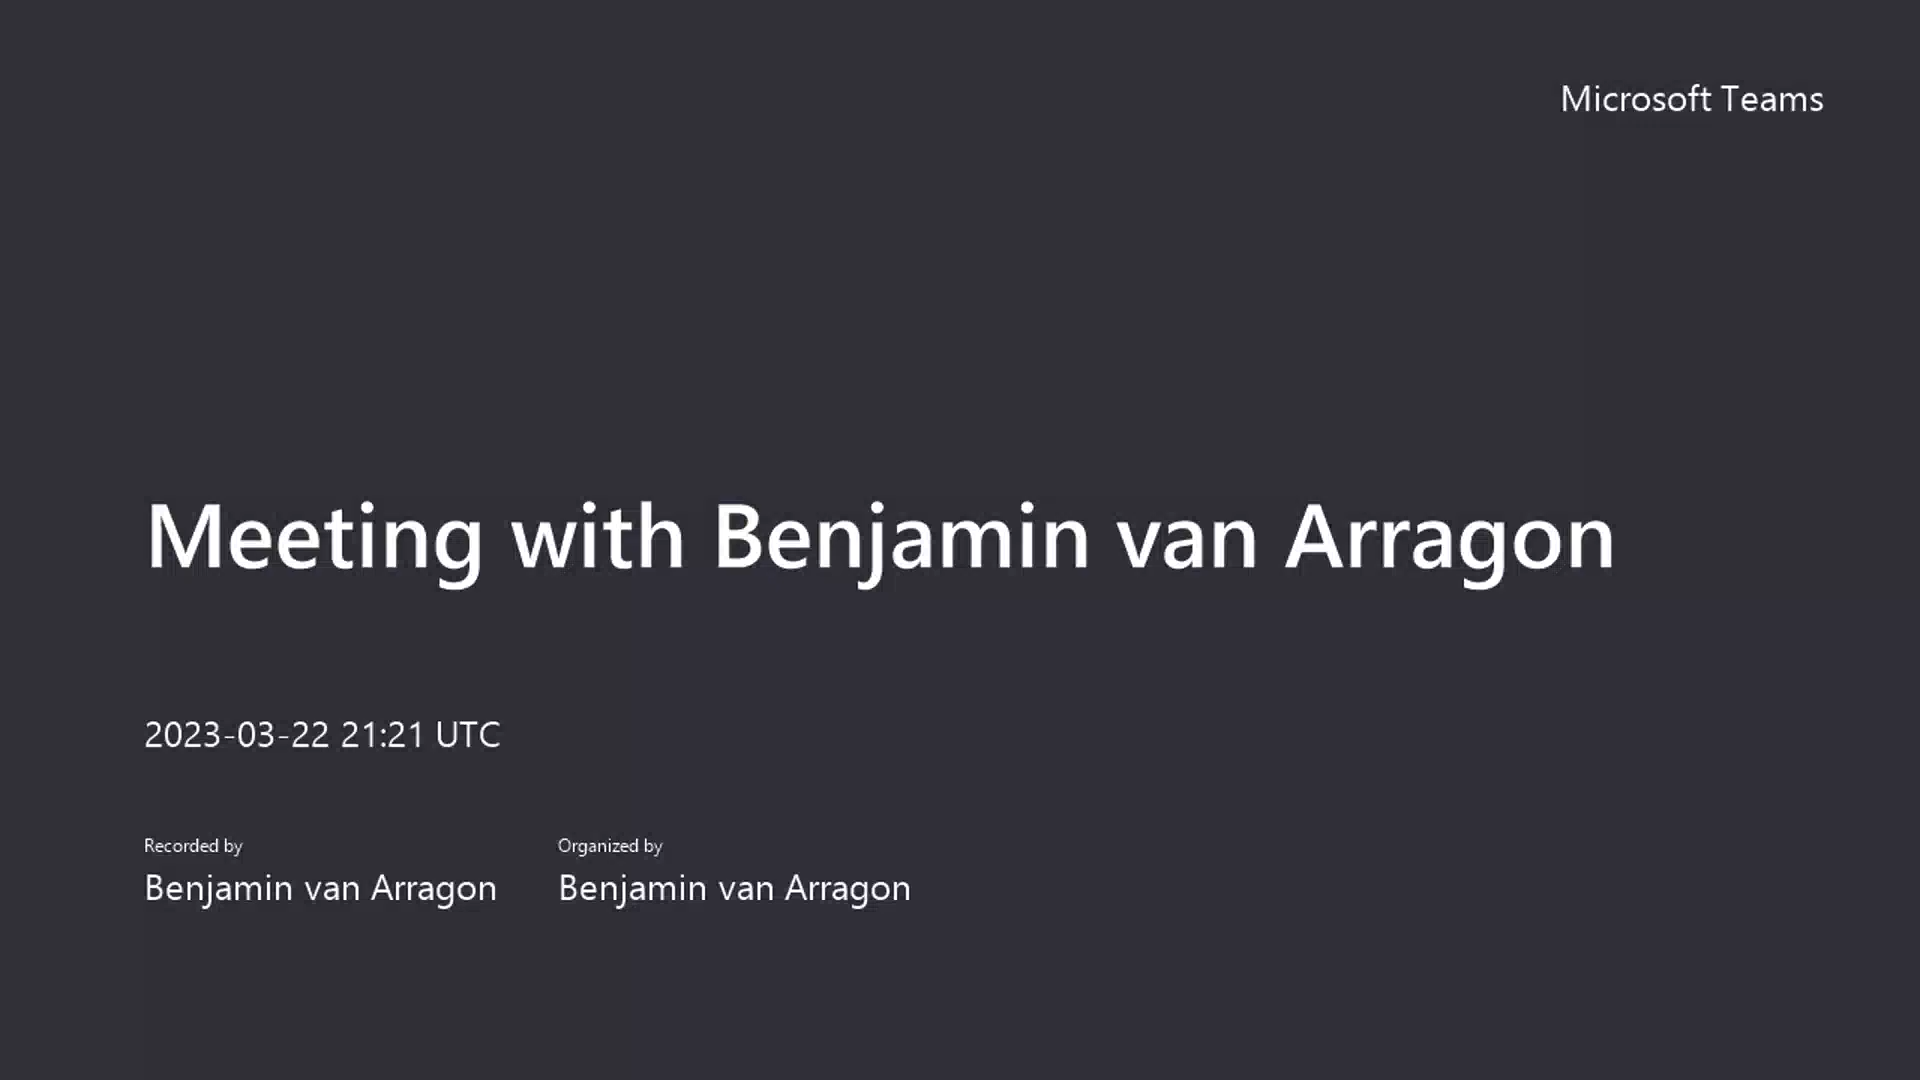 Microsoft Teams
Meeting with Benjamin van Arragon
2023-03-22 21:21 UTC
Recorded by
Benjamin van Arragon
Organized by
Benjamin van Arragon